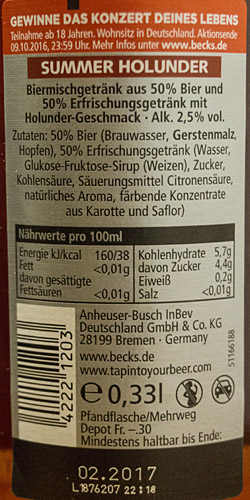 GEWINNE DAS KONZERT DEINES LEBENS
Teilnahme ab 18 Jahren. Wohnsitz in Deutschland. Aktionsende
09.10.2016, 23:59 Uhr. Mehr Infos unter www.becks.de
SUMMER HOLUNDER
Biermischgetränk aus 50% Bier und
50% Erfrischungsgetränk mit
Holunder-Geschmack · Alk. 2,5% vol.
Zutaten: 50% Bier (Brauwasser, Gerstenmalz,
Hopfen), 50% Erfrischungsgetränk (Wasser,
Glukose-Fruktose-Sirup (Weizen), Zucker,
Kohlensäure, Säuerungsmittel Citronensäure,
natürliches Aroma, färbende Konzentrate
aus Karotte und Saflor)
Nährwerte pro 100ml
Energie kJ/kcal 160/38
Fett <0,01g
davon gesättigte
Fettsäuren <0,01g
Kohlenhydrate 5,7g
davon Zucker 4,4g
Eiweiß 0,2g
Salz <0,01g
Anheuser-Busch InBev
Deutschland GmbH & Co. KG
28199 Bremen · Germany
www.becks.de
www.tapintoyourbeer.com
42221203
51166188
e 0,33l
Pfandflasche/Mehrweg
Depot Fr. –.30
Mindestens haltbar bis Ende:
02.2017
L1876207 22:18